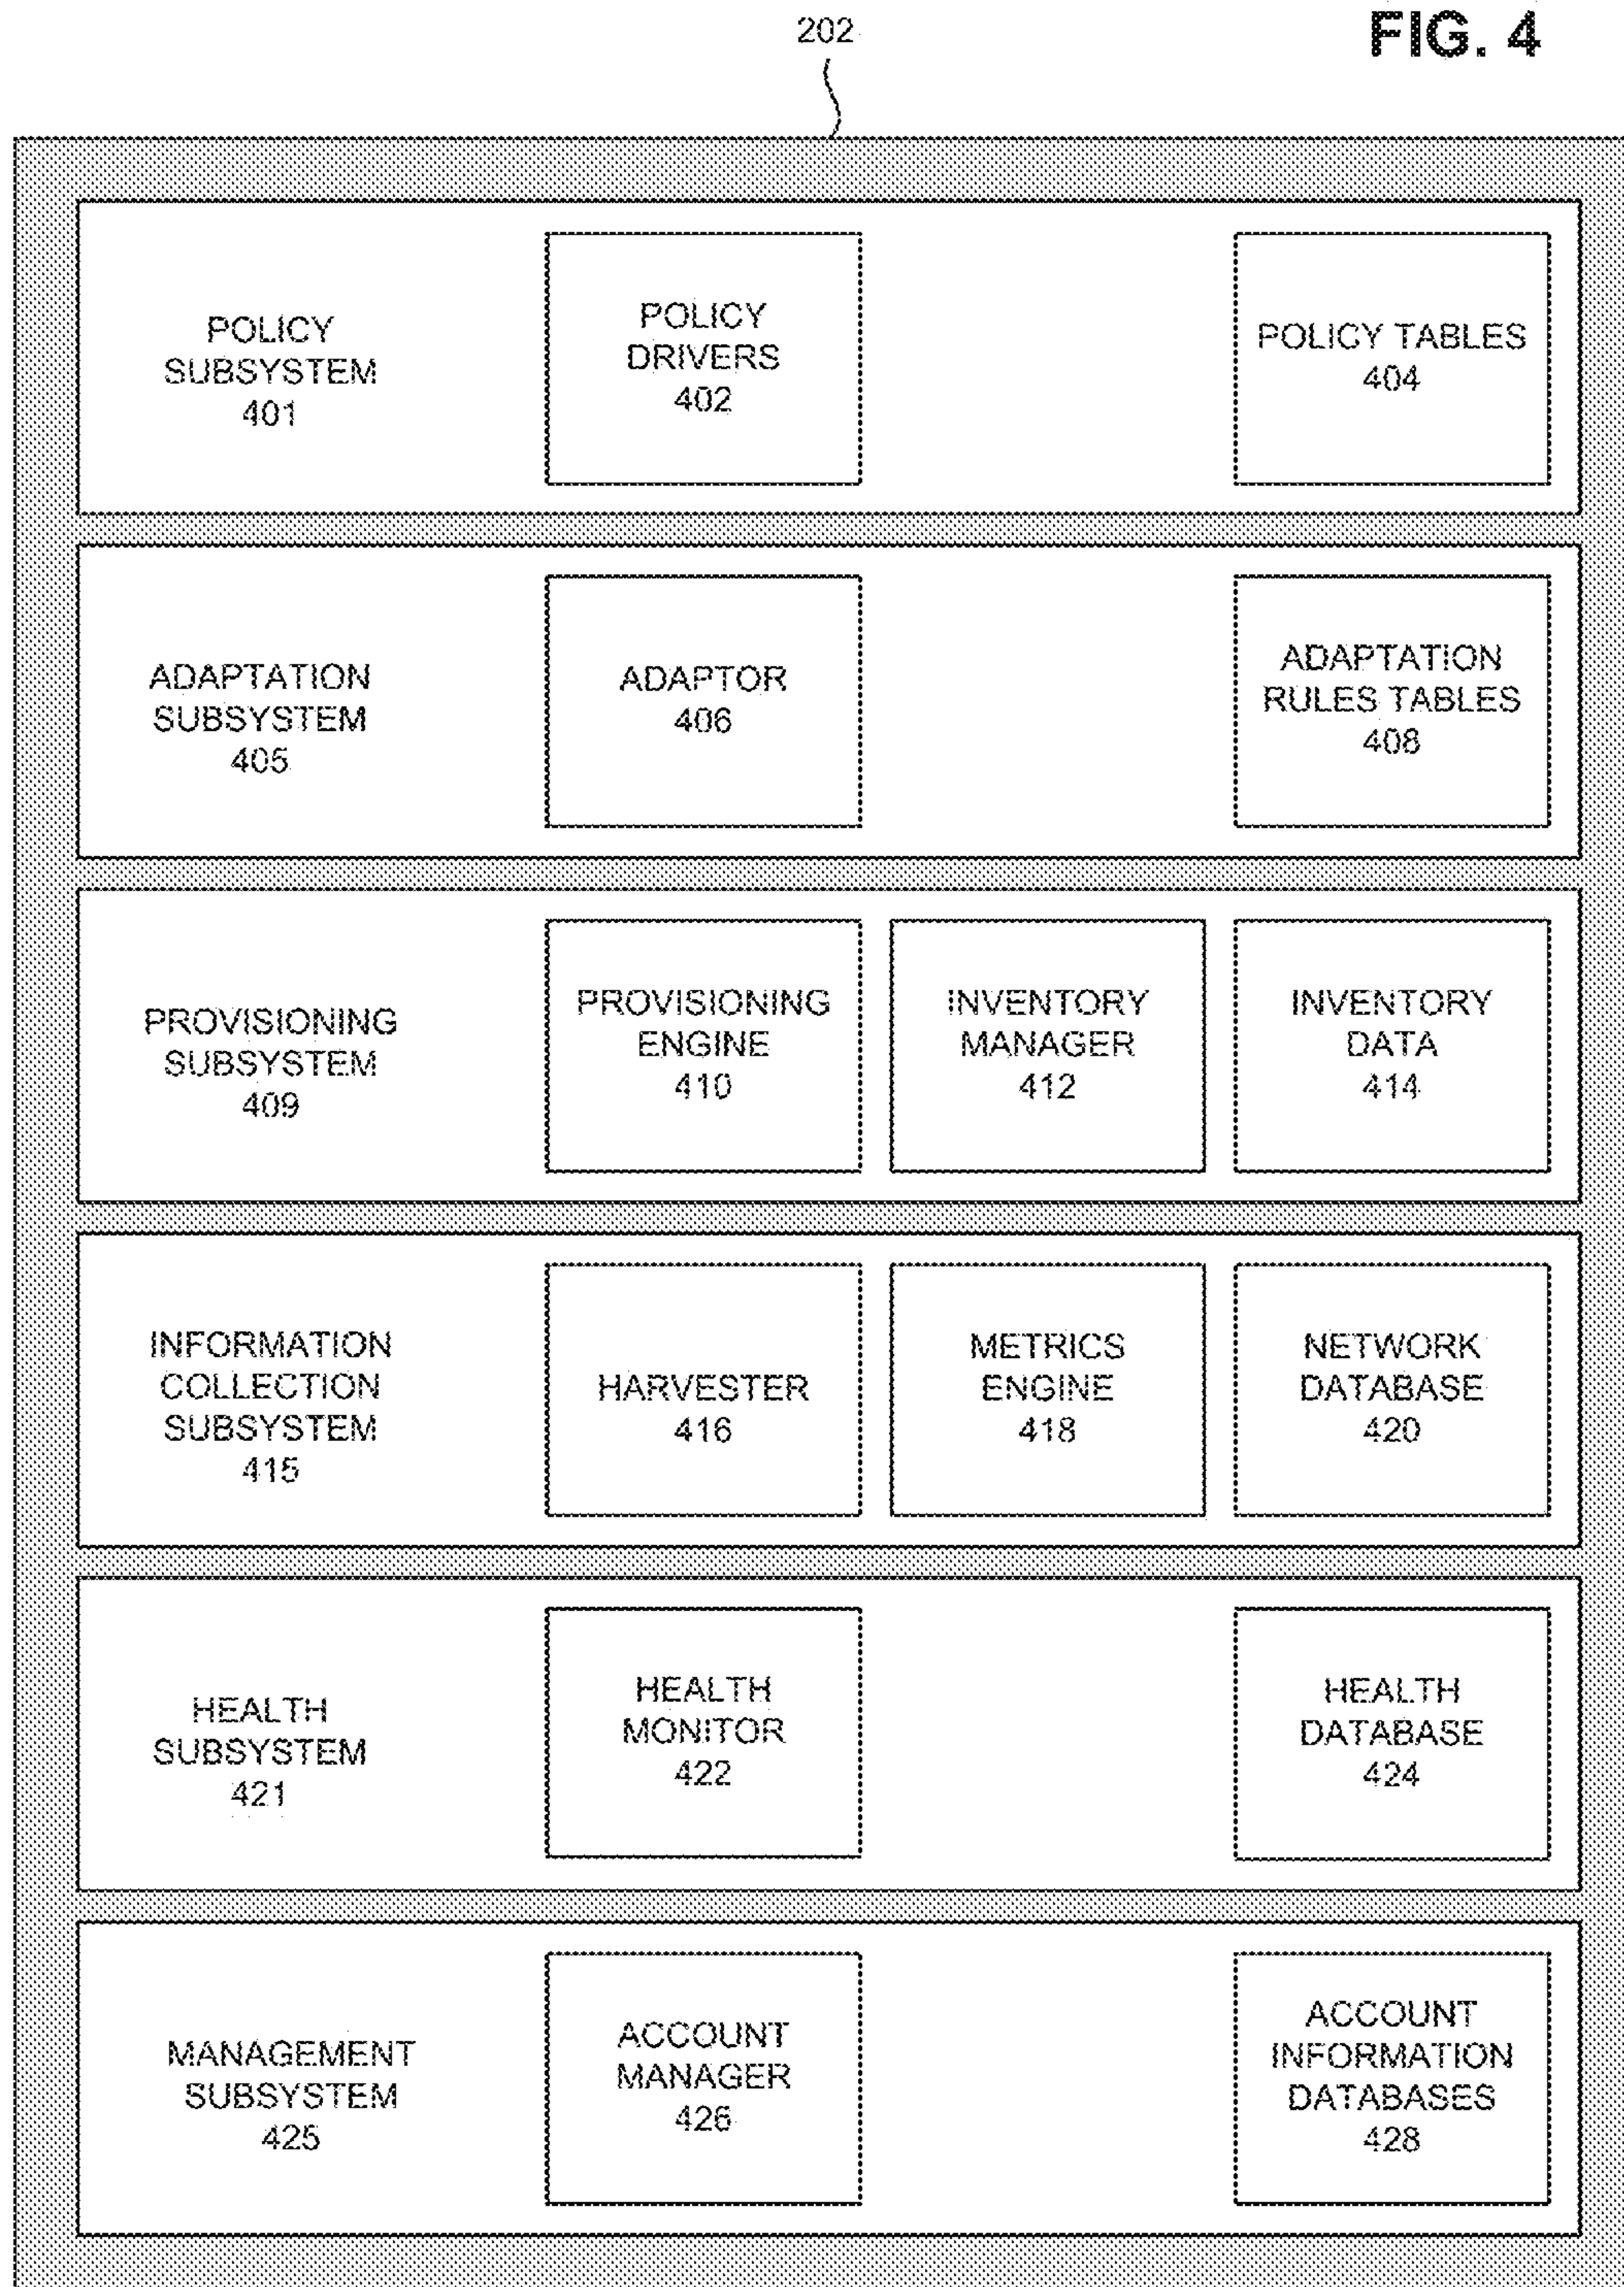 202
FIG. 4
POLICY
SUBSYSTEM
401
POLICY
DRIVERS
402
POLICY TABLES
404
ADAPTATION
SUBSYSTEM
405
ADAPTOR
406
ADAPTATION
RULES TABLES
408
PROVISIONING
SUBSYSTEM
409
PROVISIONING
ENGINE
410
INVENTORY
MANAGER
412
INVENTORY
DATA
414
INFORMATION
COLLECTION
SUBSYSTEM
415
HARVESTER
416
METRICS
ENGINE
418
NETWORK
DATABASE
420
HEALTH
SUBSYSTEM
421
HEALTH
MONITOR
422
HEALTH
DATABASE
424
MANAGEMENT
SUBSYSTEM
425
ACCOUNT
MANAGER
426
ACCOUNT
INFORMATION
DATABASES
428